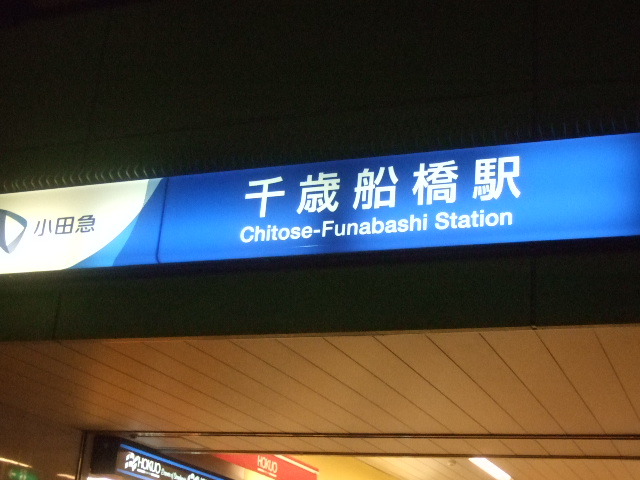 小田急
千歳船橋駅
Chitose-Funabashi Station
HOKUO
HOKUO